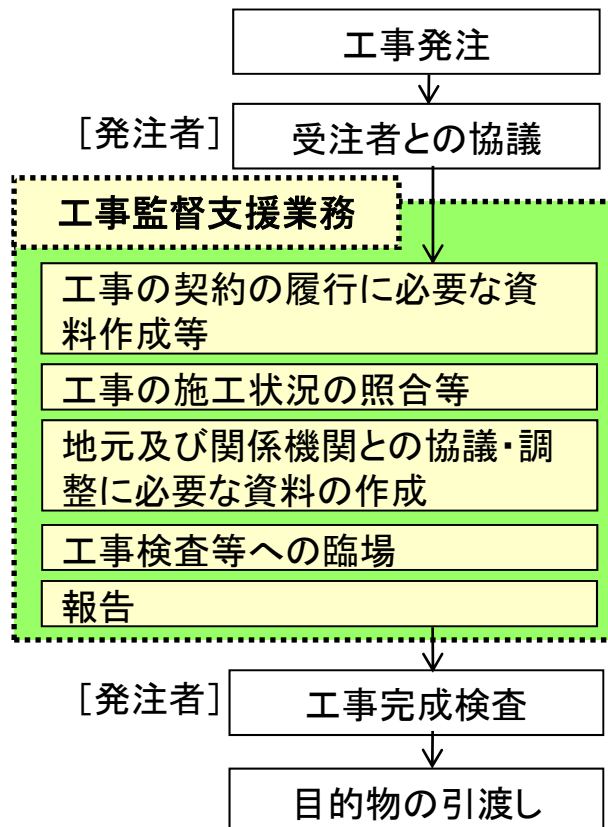 工事発注
[発注者]
受注者との協議
工事監督支援業務
工事の契約の履行に必要な資
料作成等
工事の施工状況の照合等
地元及び関係機関との協議・調
整に必要な資料の作成
工事検査等への臨場
報告
[発注者]
工事完成検査
目的物の引渡し